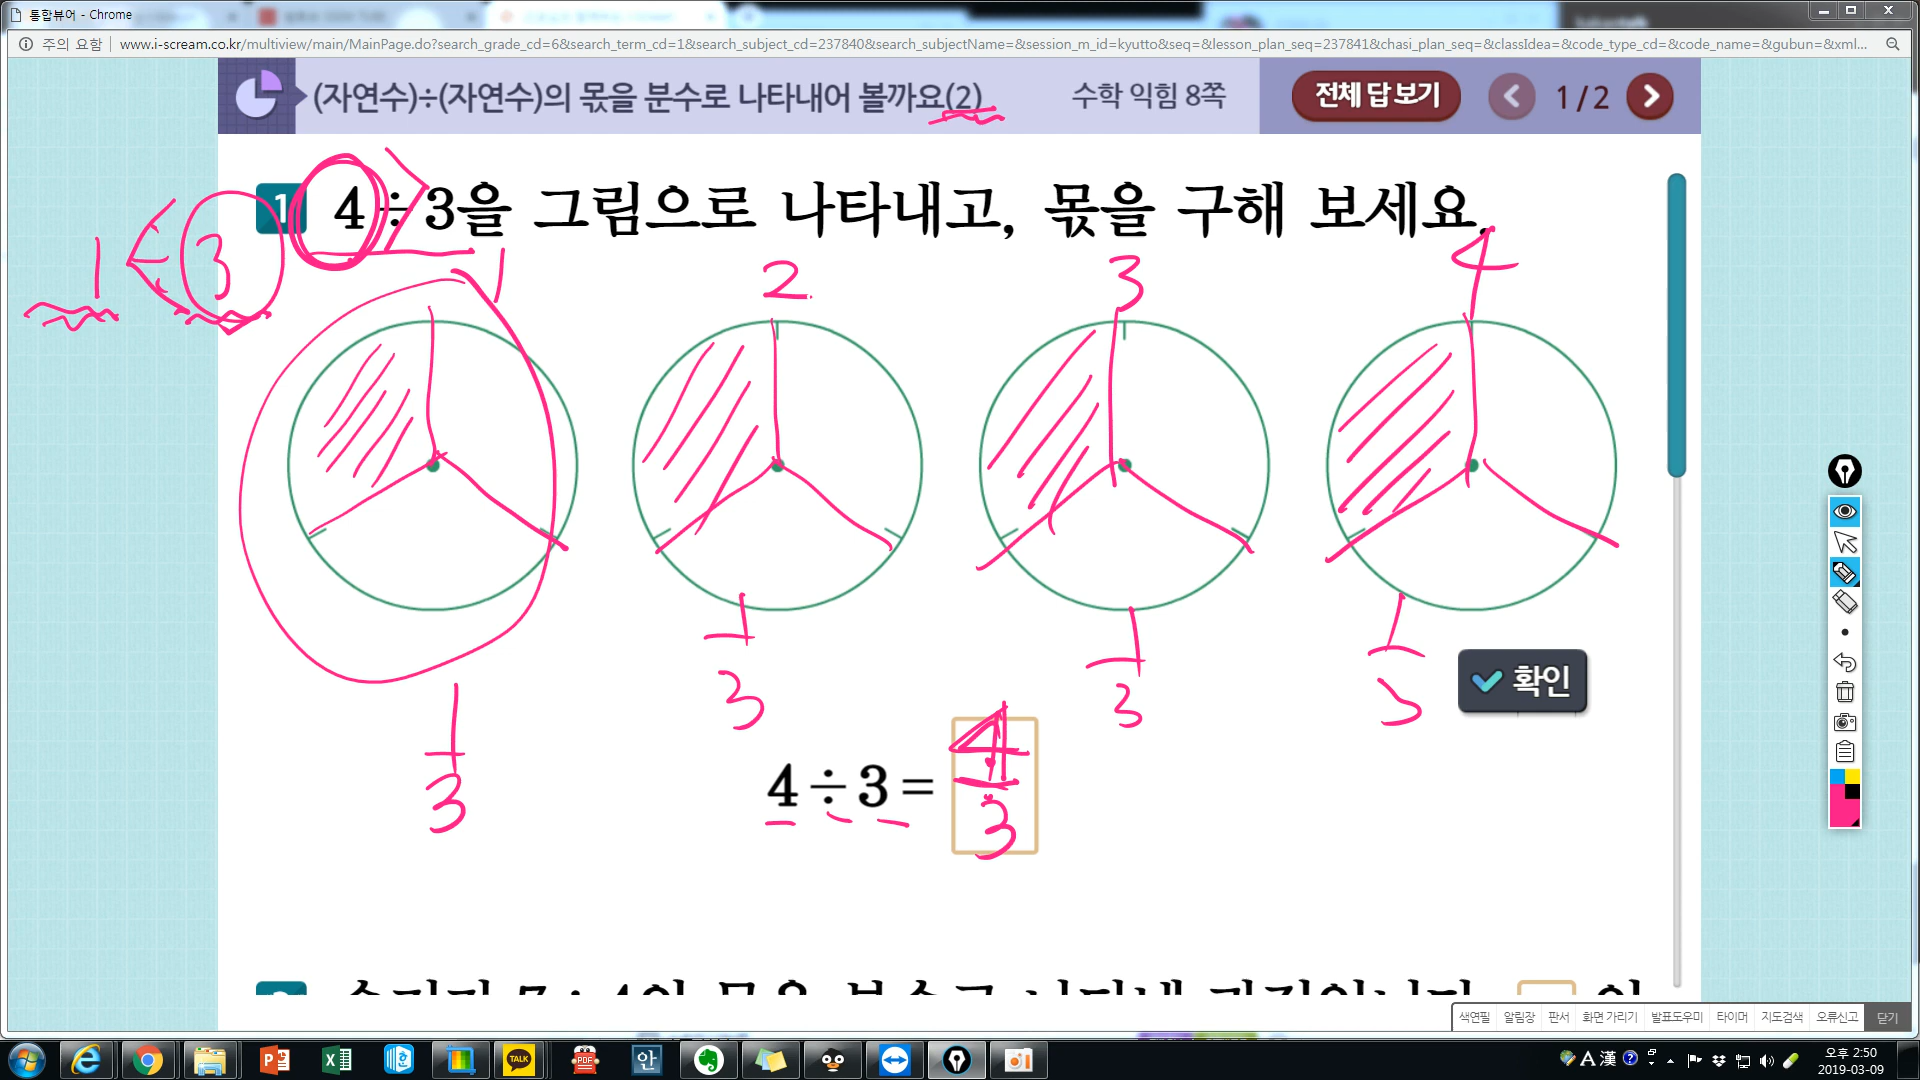 통합뷰어 - Chrome
주의 요함 | www.i-scream.co.kr/multiview/main/MainPage.do?search_grade_cd=6&search_term_cd=1&search_subject_cd=237840&search_subjectName=&session_m_id=kyutto&seq=&lesson_plan_seq=237841&chasi_plan_seq=&classIdea=&code_type_cd=&code_name=&gubun=&xml...
(자연수)÷(자연수)의 몫을 분수로 나타내어 볼까요(2) 수학 익힘 8쪽 전체 답 보기 1 / 2
1 4÷3을 그림으로 나타내고, 몫을 구해 보세요.
1 3
1 2 3 4
1/3 1/3 1/3 1/3
확인
4÷3= 4/3
색연필 알림장 판서 화면 가리기 발표도우미 타이머 지도검색 오류신고 닫기
TALK PDF 안 A 漢
오후 2:50
2019-03-09